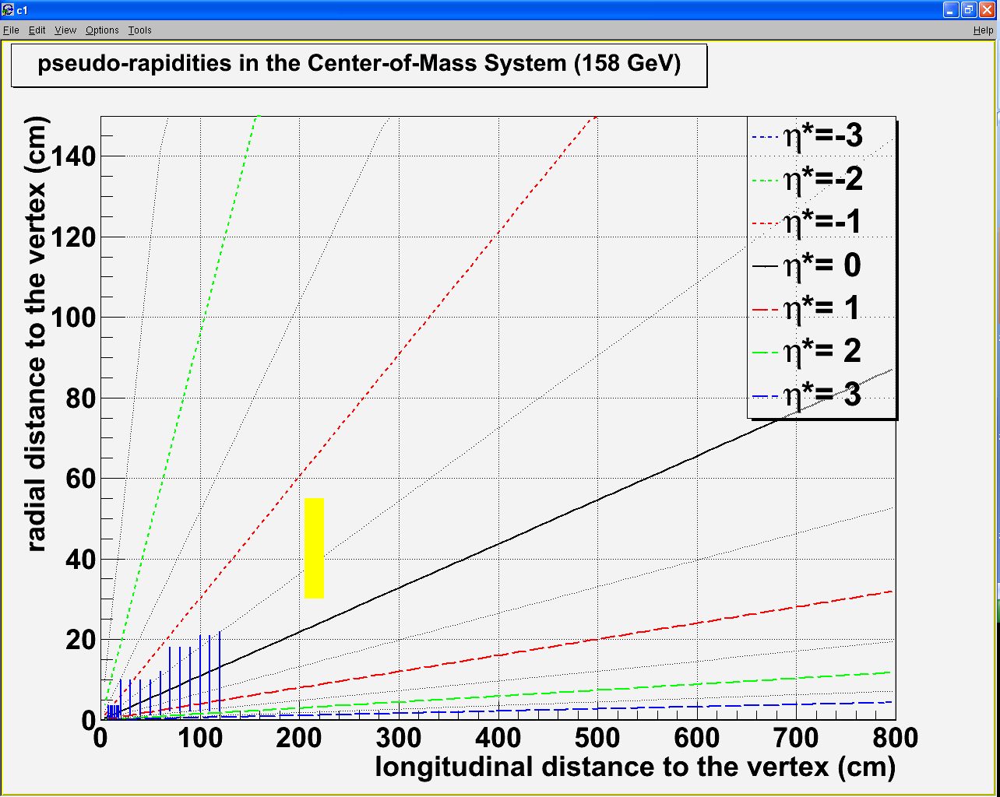 c1
File Edit View Options Tools Help
pseudo-rapidities in the Center-of-Mass System (158 GeV)
radial distance to the vertex (cm)
140
120
100
80
60
40
20
0
η*=-3
η*=-2
η*=-1
η*= 0
η*= 1
η*= 2
η*= 3
0 100 200 300 400 500 600 700 800
longitudinal distance to the vertex (cm)